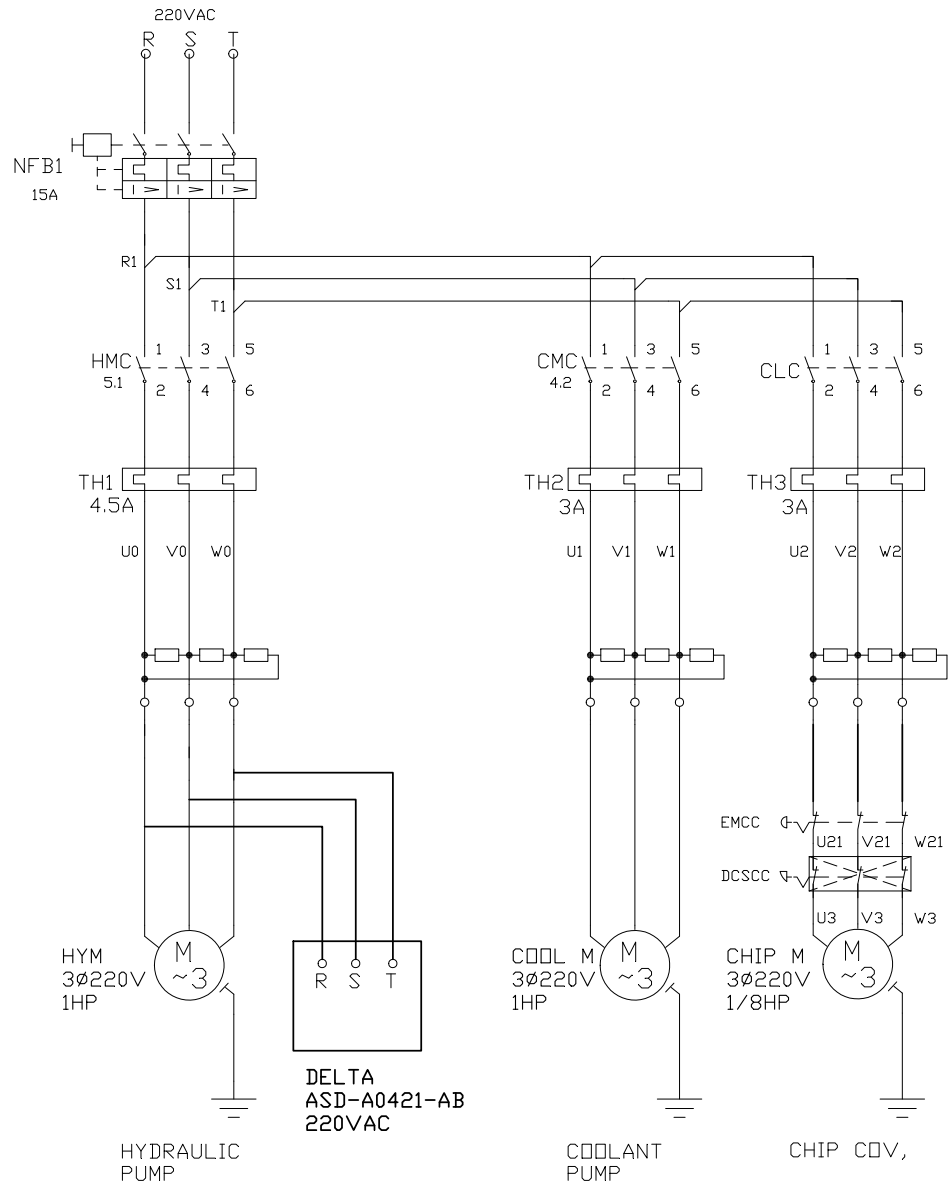 220VAC
R S T
NFB1
15A
R1
S1
T1
HMC
5.1
1 3 5
2 4 6
CMC
4.2
1 3 5
2 4 6
CLC
1 3 5
2 4 6
TH1
4.5A
TH2
3A
TH3
3A
U0 V0 W0
U1 V1 W1
U2 V2 W2
EMCC
U21 V21 W21
DCSCC
U3 V3 W3
HYM
3Ø220V
1HP
M
~3
R S T
DELTA
ASD-A0421-AB
220VAC
COOL M
3Ø220V
1HP
M
~3
CHIP M
3Ø220V
1/8HP
M
~3
HYDRAULIC
PUMP
COOLANT
PUMP
CHIP COV,